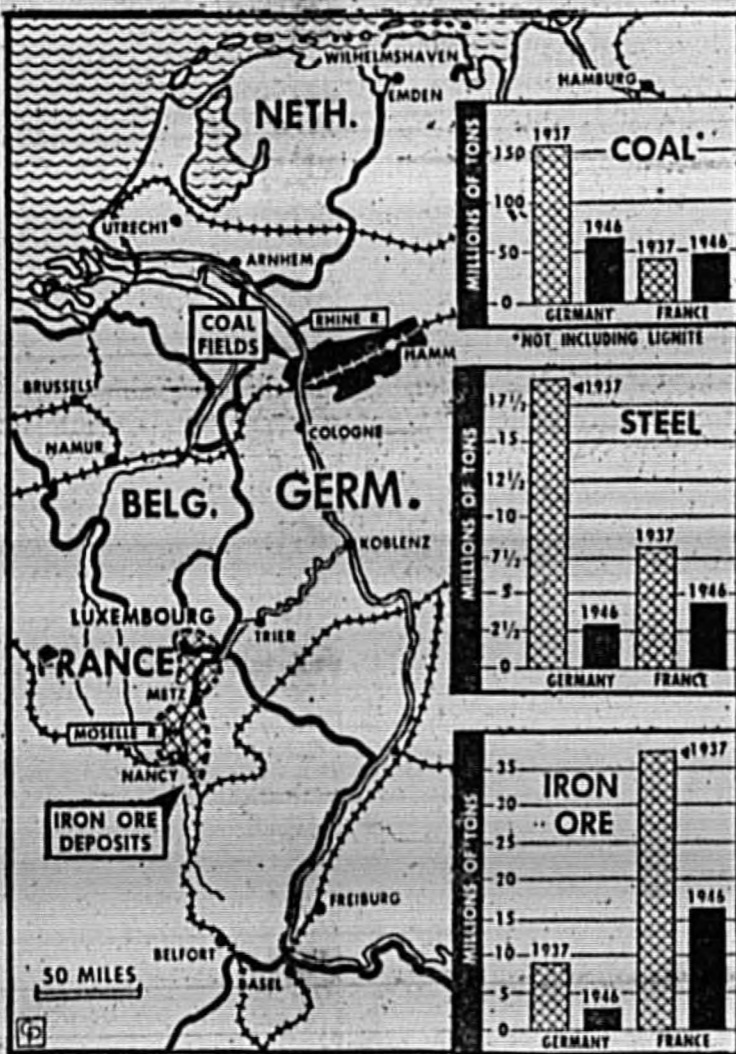 WILHELMSHAVEN
EMDEN
HAMBURG
NETH.
UTRECHT
ARNHEM
COAL
FIELDS
RHINE R
HAMM
BRUSSELS
NAMUR
COLOGNE
BELG.
GERM.
KOBLENZ
LUXEMBOURG
TRIER
FRANCE
METZ
MOSELLE R
NANCY
IRON ORE
DEPOSITS
FREIBURG
BELFORT
BASEL
50 MILES
CP
COAL*
MILLIONS OF TONS
150
100
50
0
1937
1946
1937
1946
GERMANY
FRANCE
*NOT INCLUDING LIGNITE
STEEL
MILLIONS OF TONS
17½
15
12½
10
7½
5
2½
0
1937
1946
1937
1946
GERMANY
FRANCE
IRON
ORE
MILLIONS OF TONS
35
30
25
20
15
10
5
0
1937
1946
1937
1946
GERMANY
FRANCE